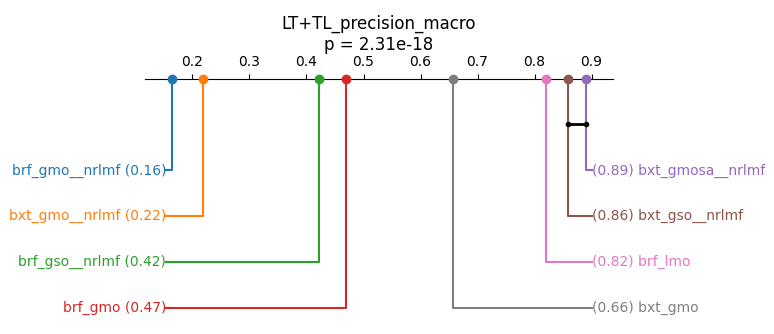 LT+TL_precision_macro
p = 2.31e-18
0.2 0.3 0.4 0.5 0.6 0.7 0.8 0.9
brf_gmo__nrlmf (0.16) (0.89) bxt_gmosa__nrlmf
bxt_gmo__nrlmf (0.22) (0.86) bxt_gso__nrlmf
brf_gso__nrlmf (0.42) (0.82) brf_lmo
brf_gmo (0.47) (0.66) bxt_gmo